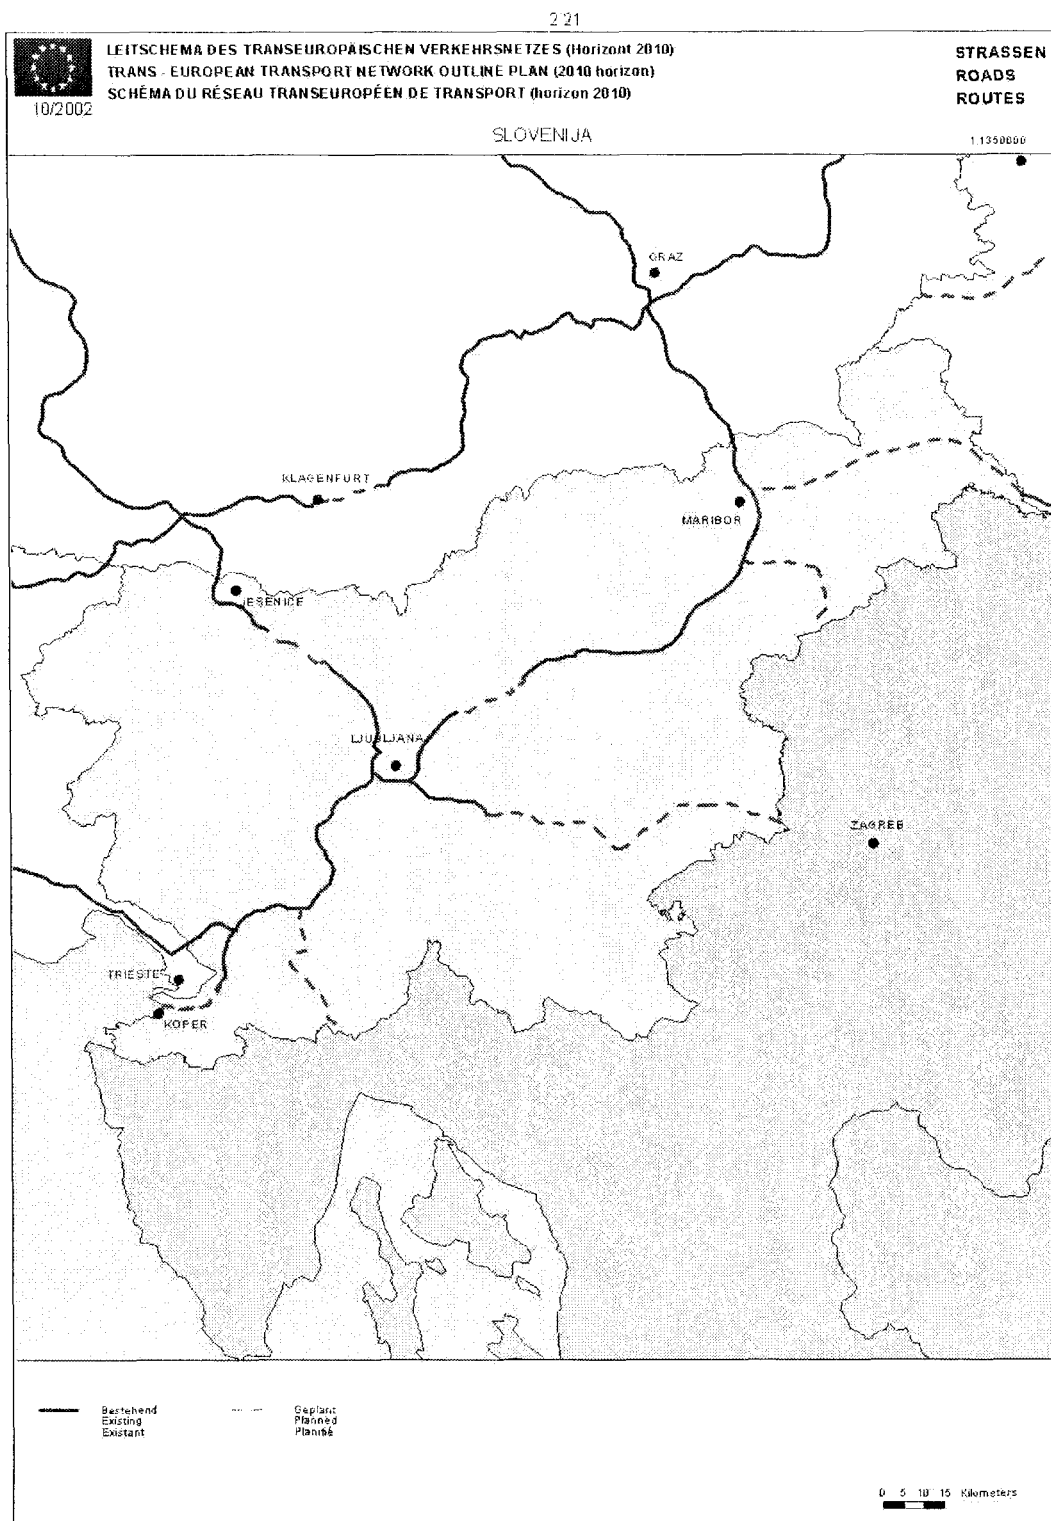 2 21
LEITSCHEMA DES TRANSEUROPÄISCHEN VERKEHRSNETZES (Horizont 2010)
TRANS - EUROPEAN TRANSPORT NETWORK OUTLINE PLAN (2010 horizon)
SCHÉMA DU RÉSEAU TRANSEUROPÉEN DE TRANSPORT (horizon 2010)
STRASSEN
ROADS
ROUTES
10/2002
SLOVENIJA
1:1350000
GRAZ
KLAGENFURT
MARIBOR
JESENICE
LJUBLJANA
ZAGREB
TRIESTE
KOPER
Bestehend
Existing
Existant
Geplant
Planned
Planifié
0 5 10 15 Kilometers